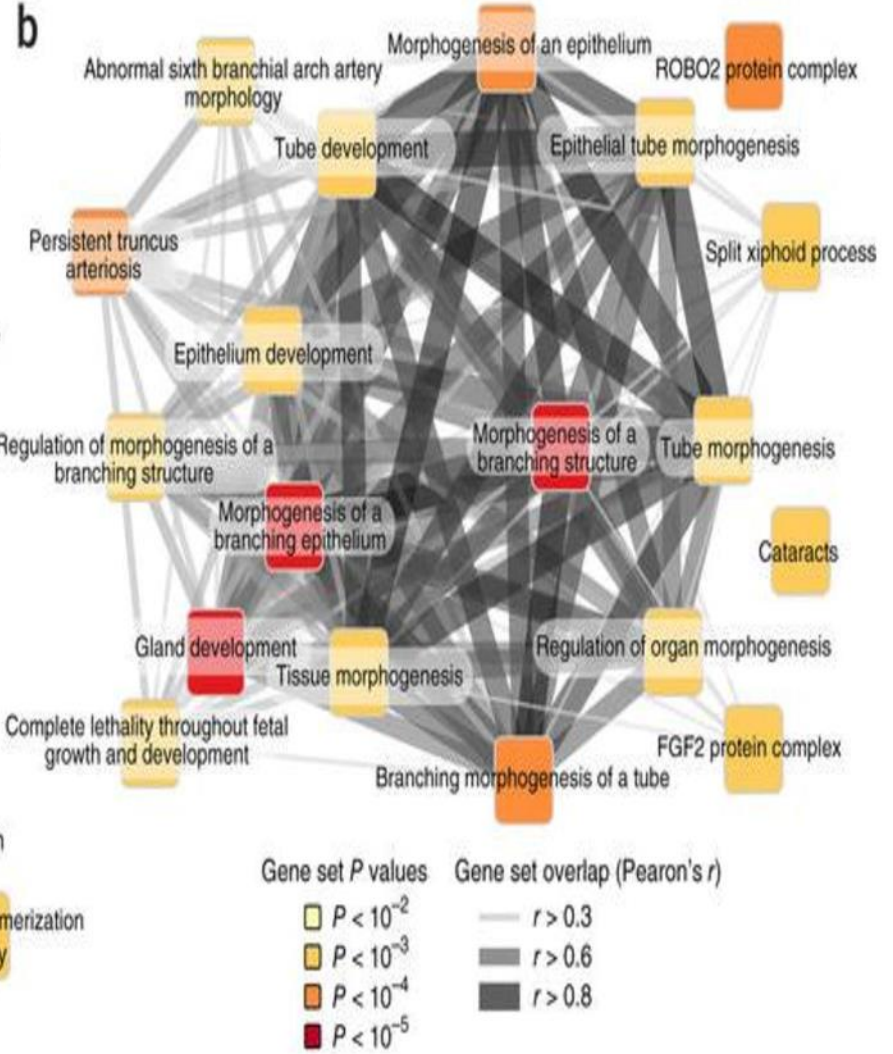 b
Morphogenesis of an epithelium
Abnormal sixth branchial arch artery
morphology
ROBO2 protein complex
Tube development
Epithelial tube morphogenesis
Persistent truncus
arteriosis
Split xiphoid process
Epithelium development
Regulation of morphogenesis of a
branching structure
Morphogenesis of a
branching structure
Tube morphogenesis
Morphogenesis of a
branching epithelium
Cataracts
Gland development
Tissue morphogenesis
Regulation of organ morphogenesis
Complete lethality throughout fetal
growth and development
FGF2 protein complex
Branching morphogenesis of a tube
n
merization
y
Gene set P values
P < 10⁻²
P < 10⁻³
P < 10⁻⁴
P < 10⁻⁵
Gene set overlap (Pearon's r)
r > 0.3
r > 0.6
r > 0.8